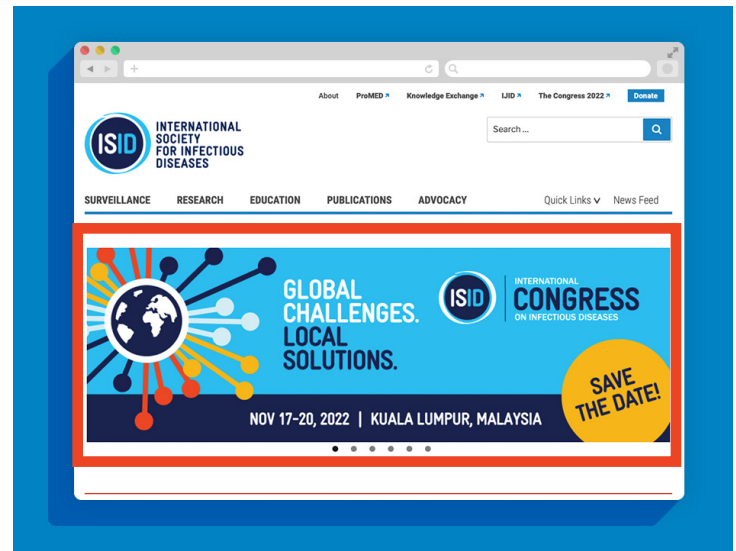 About ProMED Knowledge Exchange IJID The Congress 2022 Donate
ISID
INTERNATIONAL
SOCIETY
FOR INFECTIOUS
DISEASES
Search ...
SURVEILLANCE RESEARCH EDUCATION PUBLICATIONS ADVOCACY Quick Links News Feed
GLOBAL
CHALLENGES.
LOCAL
SOLUTIONS.
ISID
INTERNATIONAL
CONGRESS
ON INFECTIOUS DISEASES
SAVE
THE DATE!
NOV 17-20, 2022 | KUALA LUMPUR, MALAYSIA